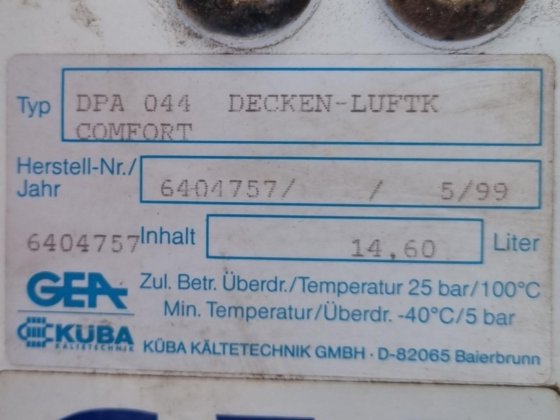 Typ DPA 044 DECKEN-LUFTK
COMFORT
Herstell-Nr./
Jahr 6404757/ / 5/99
6404757 Inhalt 14,60 Liter
GEA Zul. Betr. Überdr./Temperatur 25 bar/100°C
Min. Temperatur/Überdr. -40°C/5 bar
KÜBA
KÄLTETECHNIK
KÜBA KÄLTETECHNIK GMBH · D-82065 Baierbrunn